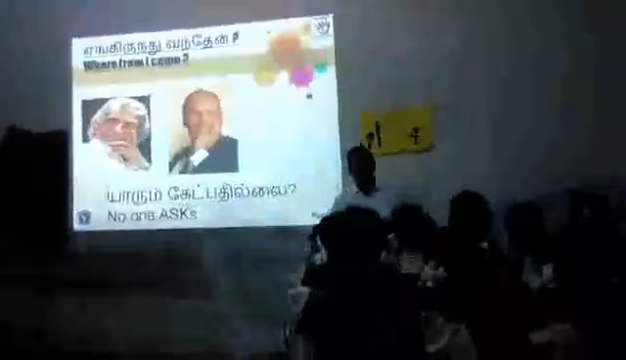 எங்கிருந்து வந்தேன் ?
Where from I came ?
யாரும் கேட்பதில்லை?
No one ASKs